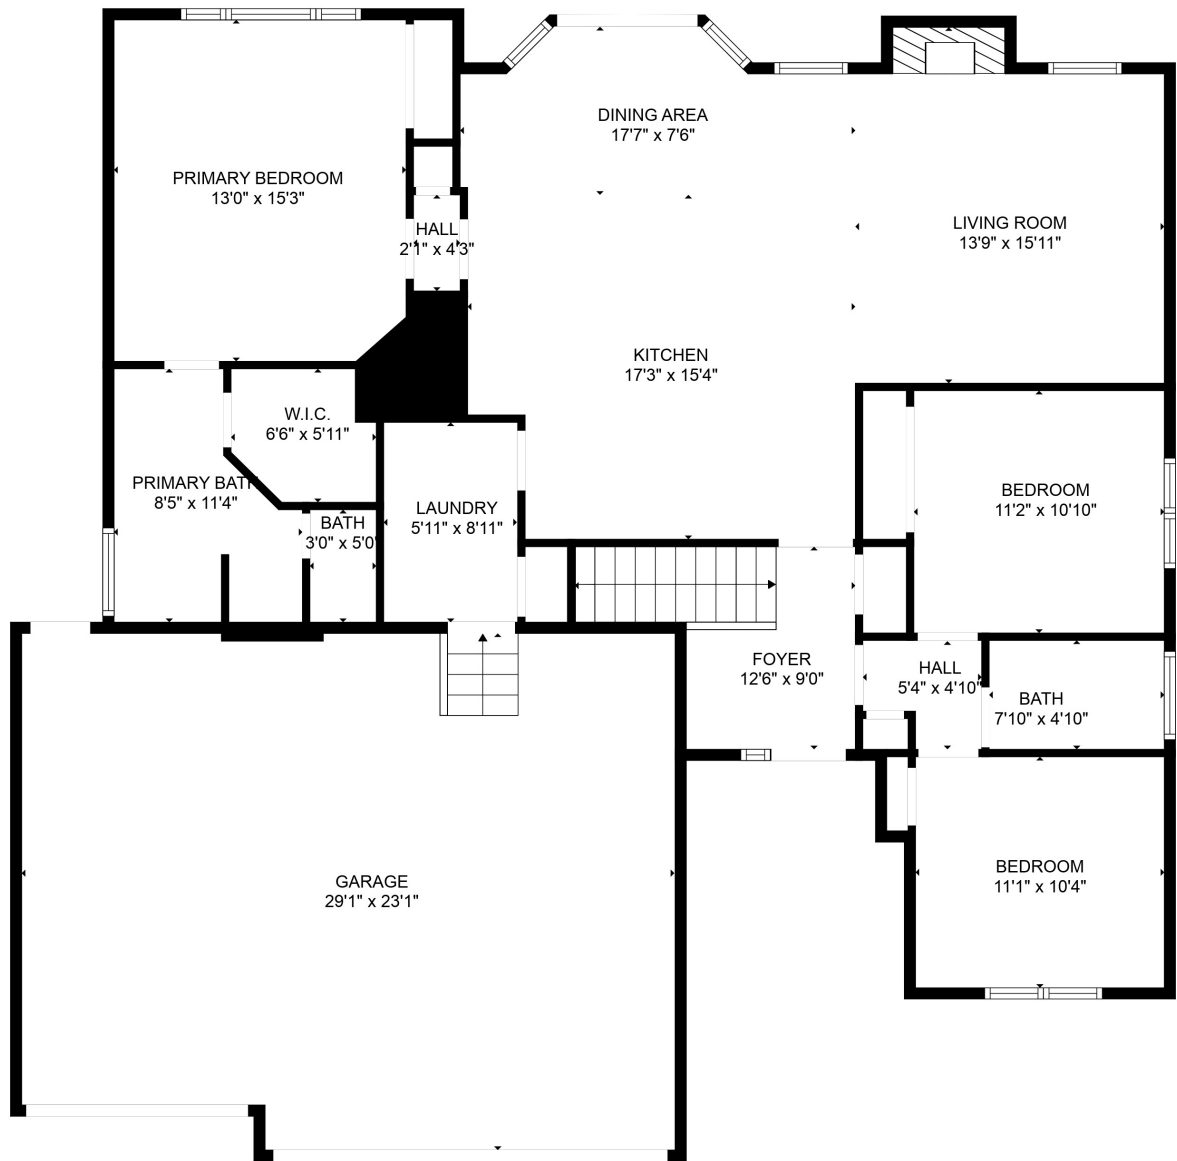 DINING AREA
17'7" x 7'6"
PRIMARY BEDROOM
13'0" x 15'3"
HALL
2'1" x 4'3"
LIVING ROOM
13'9" x 15'11"
KITCHEN
17'3" x 15'4"
W.I.C.
6'6" x 5'11"
PRIMARY BATH
8'5" x 11'4"
BATH
3'0" x 5'0"
LAUNDRY
5'11" x 8'11"
BEDROOM
11'2" x 10'10"
FOYER
12'6" x 9'0"
HALL
5'4" x 4'10"
BATH
7'10" x 4'10"
GARAGE
29'1" x 23'1"
BEDROOM
11'1" x 10'4"